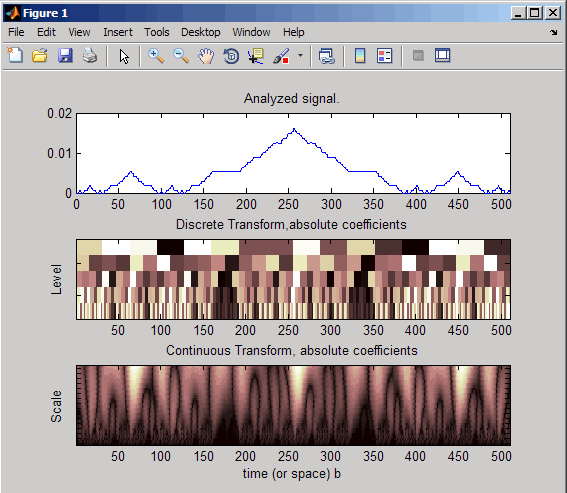 Figure 1
File Edit View Insert Tools Desktop Window Help
Analyzed signal.
0.02
0.01
0
0 50 100 150 200 250 300 350 400 450 500
Discrete Transform,absolute coefficients
Level
50 100 150 200 250 300 350 400 450 500
Continuous Transform, absolute coefficients
Scale
50 100 150 200 250 300 350 400 450 500
time (or space) b